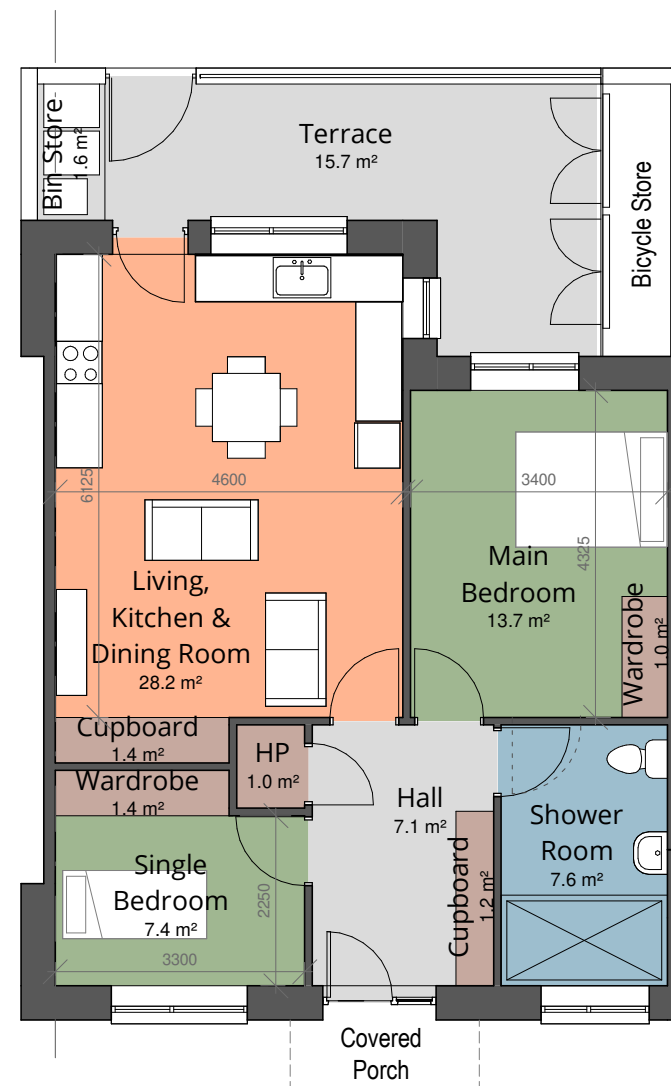 Bin Store
1.6 m²
Terrace
15.7 m²
Bicycle Store
6125
4600
3400
4325
Living,
Kitchen &
Dining Room
28.2 m²
Main
Bedroom
13.7 m²
Wardrobe
1.0 m²
Cupboard
1.4 m²
Wardrobe
1.4 m²
HP
1.0 m²
Hall
7.1 m²
Cupboard
1.2 m²
Shower
Room
7.6 m²
Single
Bedroom
7.4 m²
2250
3300
Covered
Porch